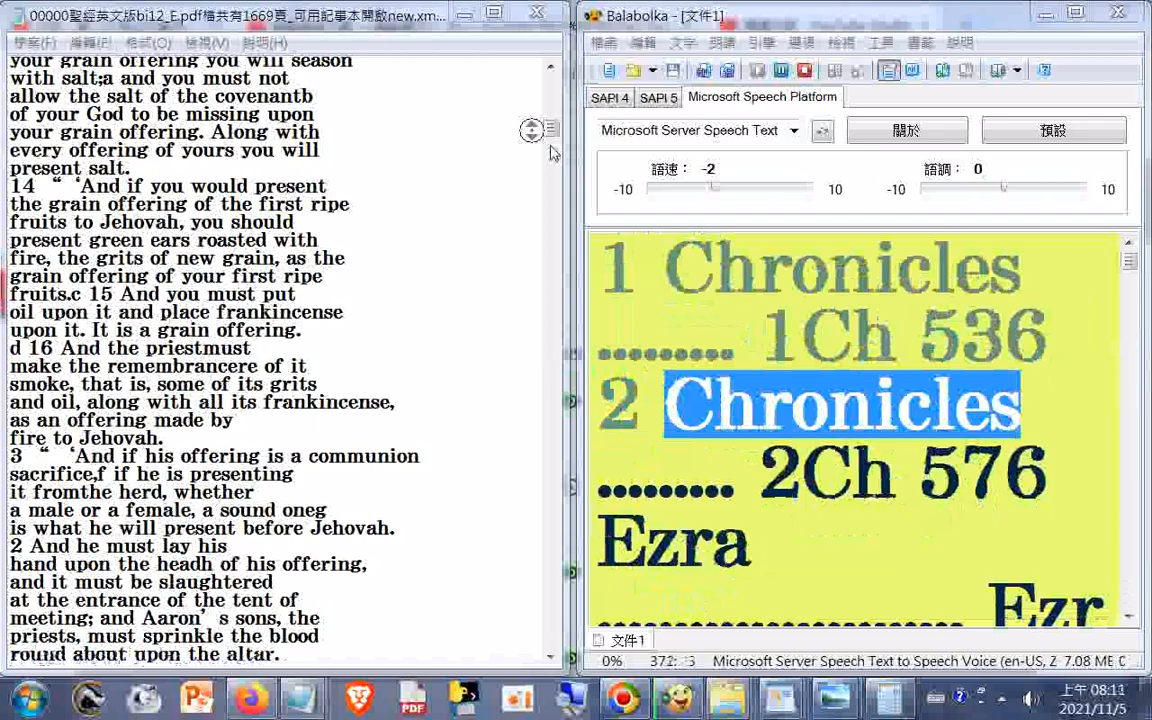 00000聖經英文版bi12_E.pdf檔共有1669頁_可用記事本開啟new.xm...
檔案(F) 編輯(E) 格式(O) 檢視(V) 說明(H)
your grain offering you will season
with salt;a and you must not
allow the salt of the covenantb
of your God to be missing upon
your grain offering. Along with
every offering of yours you will
present salt.
14 “ ‘And if you would present
the grain offering of the first ripe
fruits to Jehovah, you should
present green ears roasted with
fire, the grits of new grain, as the
grain offering of your first ripe
fruits.c 15 And you must put
oil upon it and place frankincense
upon it. It is a grain offering.
d 16 And the priestmust
make the remembrancere of it
smoke, that is, some of its grits
and oil, along with all its frankincense,
as an offering made by
fire to Jehovah.
3 “ ‘And if his offering is a communion
sacrifice,f if he is presenting
it fromthe herd, whether
a male or a female, a sound oneg
is what he will present before Jehovah.
2 And he must lay his
hand upon the headh of his offering,
and it must be slaughtered
at the entrance of the tent of
meeting; and Aaron’s sons, the
priests, must sprinkle the blood
round about upon the altar.
Balabolka - [文件1]
檔案 編輯 文字 朗讀 引擎 選項 檢視 工具 書籤 說明
SAPI 4 SAPI 5 Microsoft Speech Platform
Microsoft Server Speech Text 關於 預設
語速： -2 語調： 0
-10 10 -10 10
1 Chronicles
......... 1Ch 536
2 Chronicles
......... 2Ch 576
Ezra
......................... Ezr
文件1
0% Microsoft Server Speech Text to Speech Voice (en-US, Z 7.08 MB
PDF
上午 08:11
2021/11/5